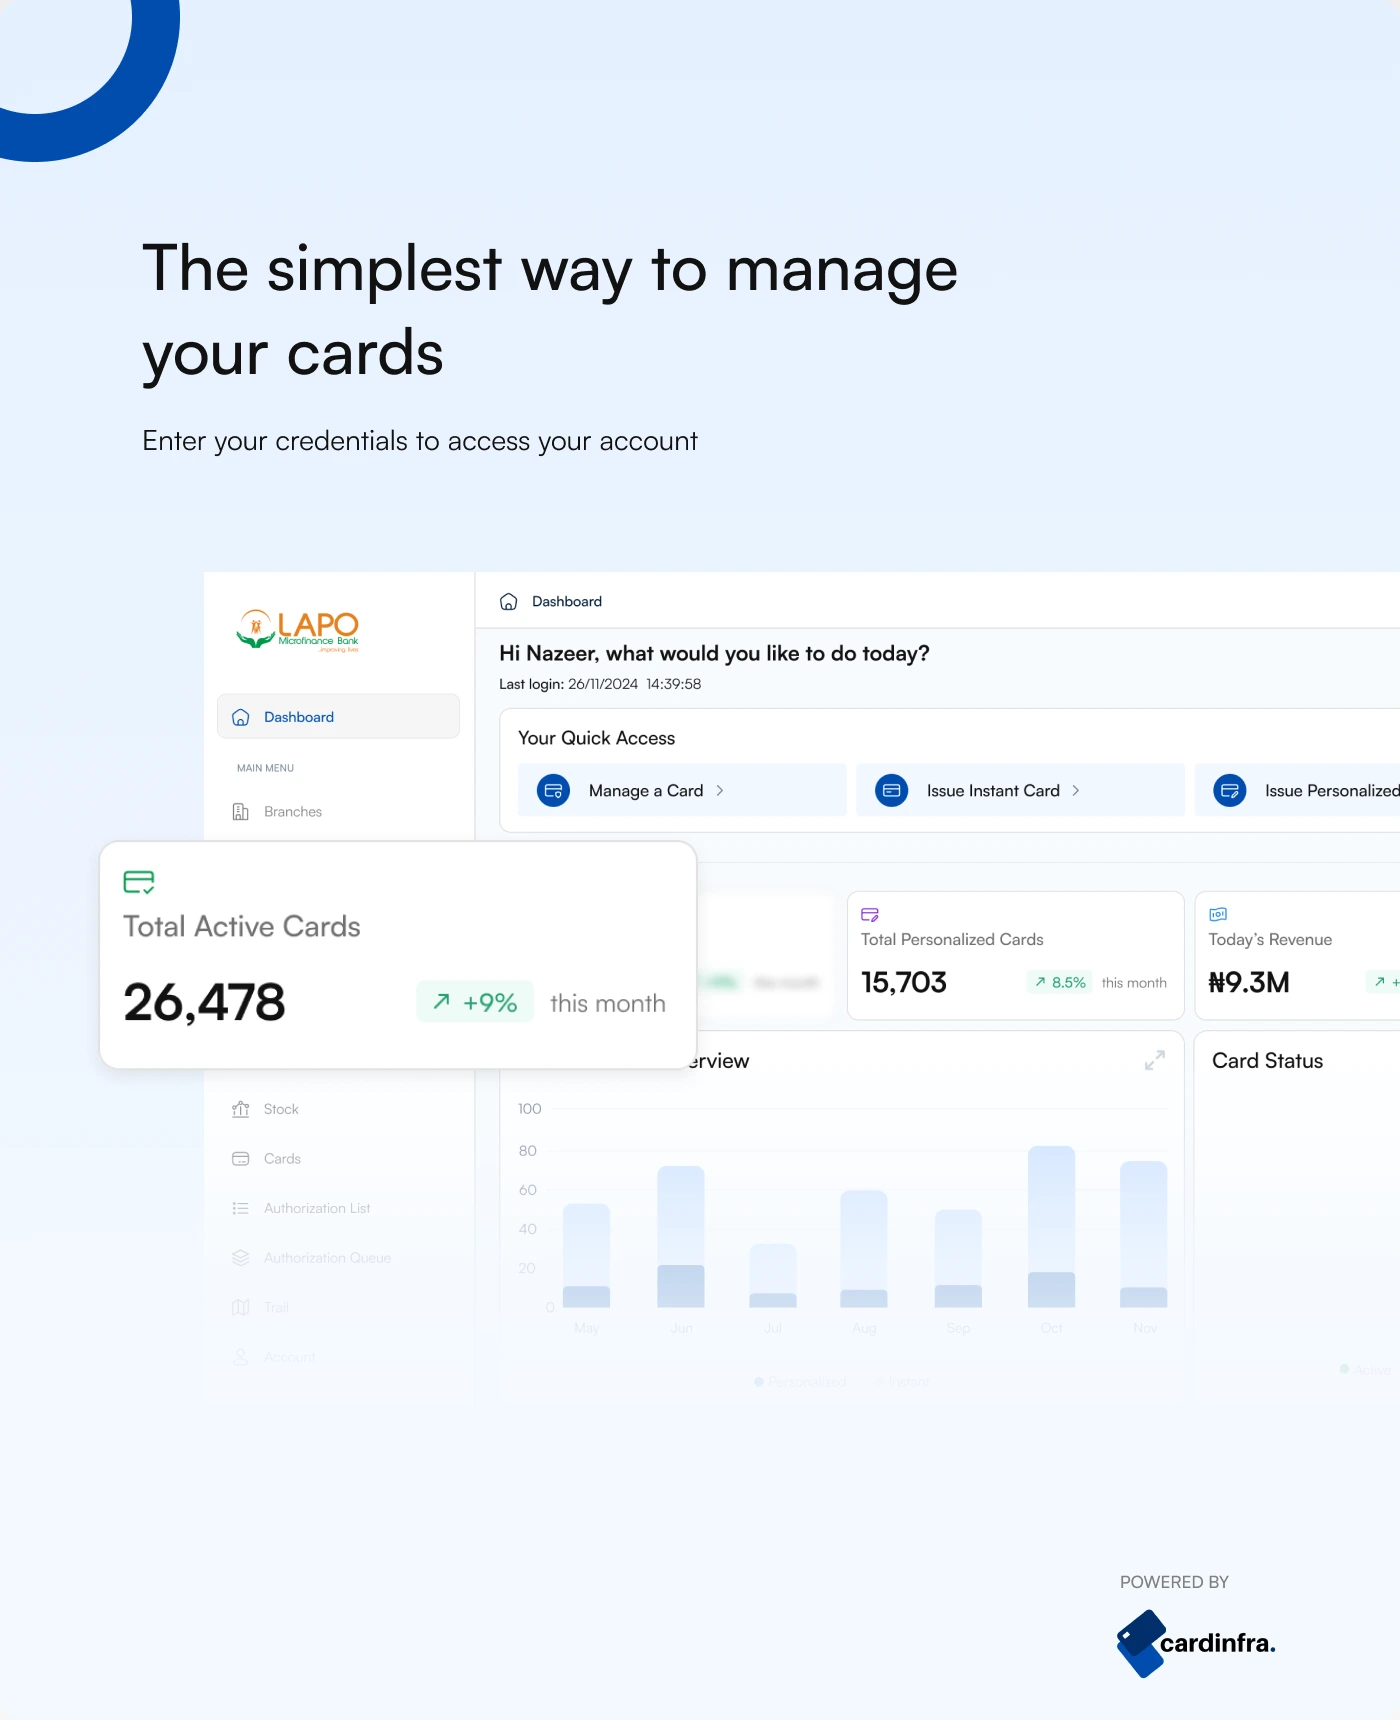 The simplest way to manage
your cards
Enter your credentials to access your account
LAPO
Microfinance Bank
...improving lives
Dashboard
MAIN MENU
Branches
Dashboard
Hi Nazeer, what would you like to do today?
Last login: 26/11/2024 14:39:58
Your Quick Access
Manage a Card
Issue Instant Card
Issue Personalized
Total Active Cards
26,478
+9%
this month
+9%
this month
Total Personalized Cards
15,703
8.5%
this month
Today's Revenue
₦9.3M
+
erview
Card Status
Stock
Cards
Authorization List
Authorization Queue
Trail
Account
100
80
60
40
20
0
May
Jun
Jul
Aug
Sep
Oct
Nov
Personalized
Instant
Active
POWERED BY
cardinfra.